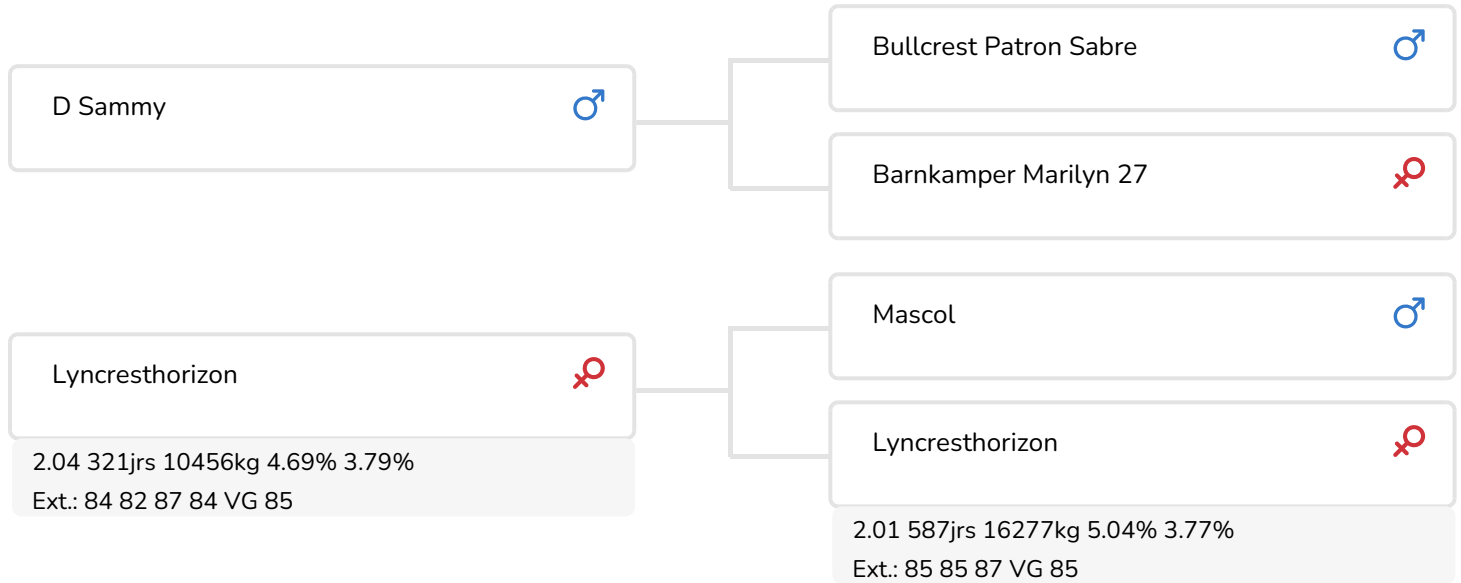 D Sammy
Bullcrest Patron Sabre
Barnkamper Marilyn 27
Lyncresthorizon
2.04 321jrs 10456kg 4.69% 3.79%
Ext.: 84 82 87 84 VG 85
Mascol
Lyncresthorizon
2.01 587jrs 16277kg 5.04% 3.77%
Ext.: 85 85 87 VG 85